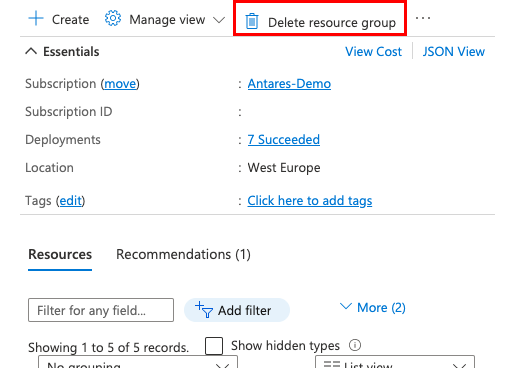 + Create Manage view Delete resource group ...
Essentials View Cost JSON View
Subscription (move) : Antares-Demo
Subscription ID :
Deployments : 7 Succeeded
Location : West Europe
Tags (edit) : Click here to add tags
Resources Recommendations (1)
Filter for any field... Add filter More (2)
Showing 1 to 5 of 5 records. Show hidden types
No grouping List view